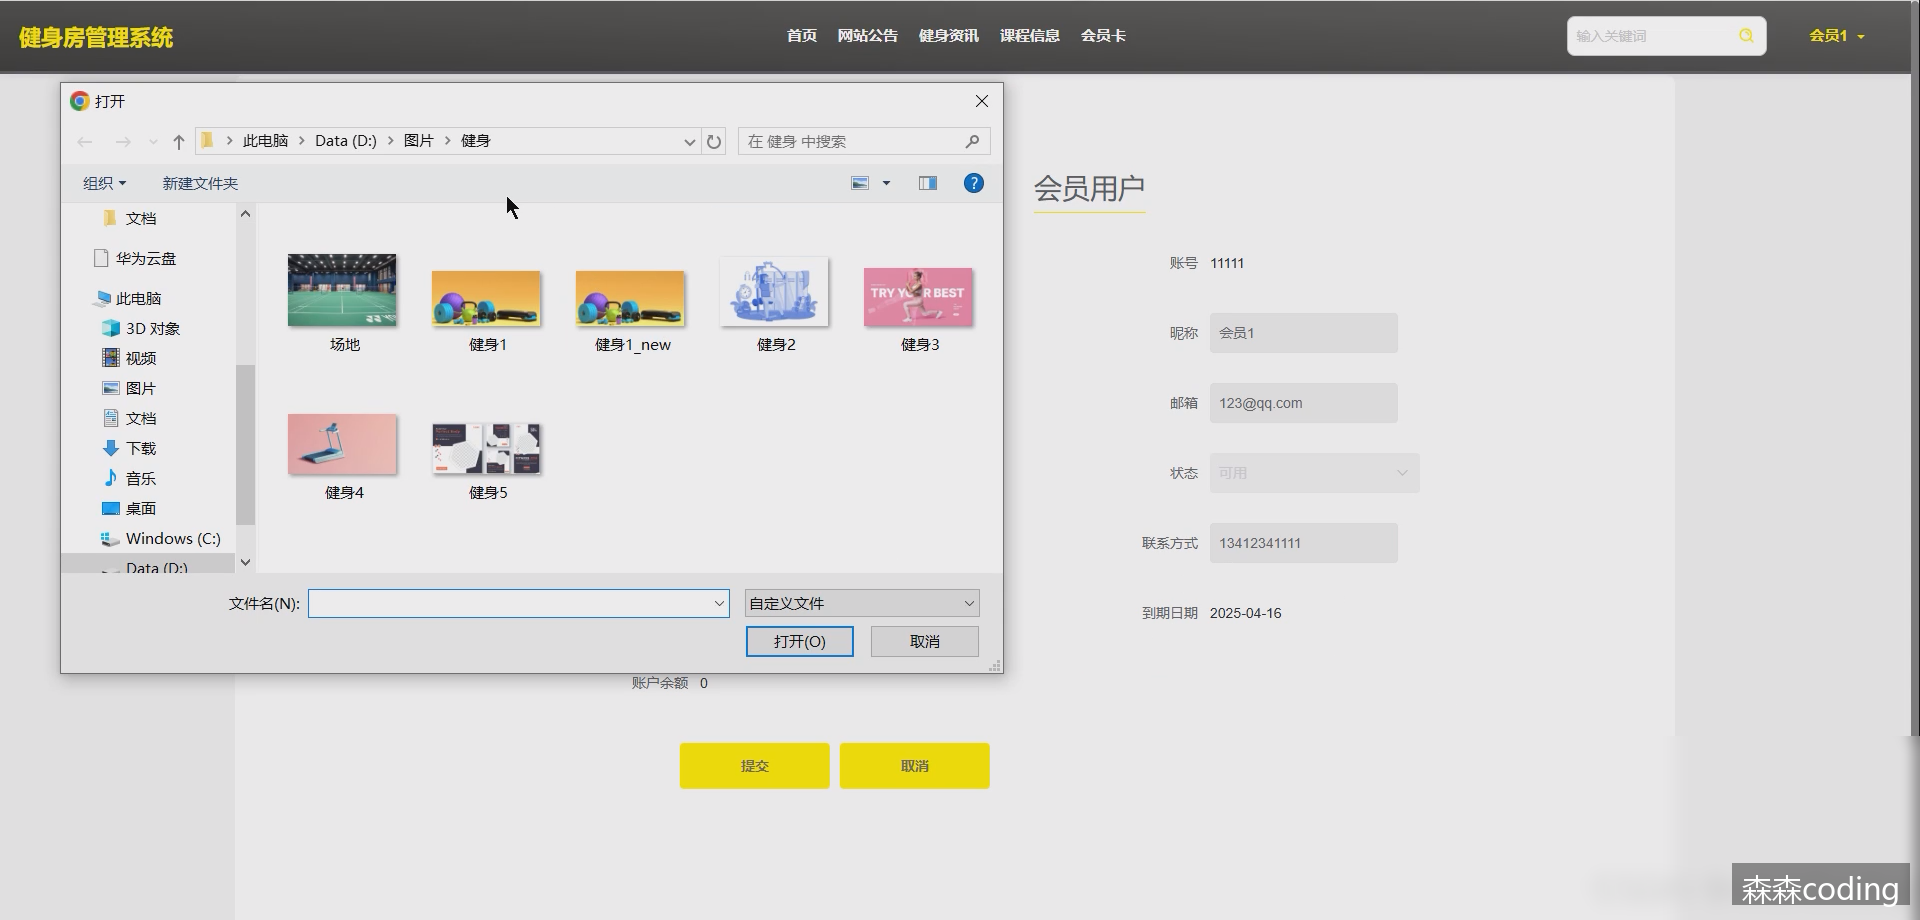 健身房管理系统
首页 网站公告 健身资讯 课程信息 会员卡
输入关键词
会员1
打开
此电脑 Data (D:) 图片 健身
在 健身 中搜索
组织 新建文件夹
文档
华为云盘
此电脑
3D 对象
视频
图片
文档
下载
音乐
桌面
Windows (C:)
Data (D:)
场地
健身1
健身1_new
健身2
TRY YOUR BEST
健身3
健身4
健身5
文件名(N):
自定义文件
打开(O) 取消
会员用户
账号 11111
昵称 会员1
邮箱 123@qq.com
状态 可用
联系方式 13412341111
到期日期 2025-04-16
账户余额 0
提交 取消
森森coding